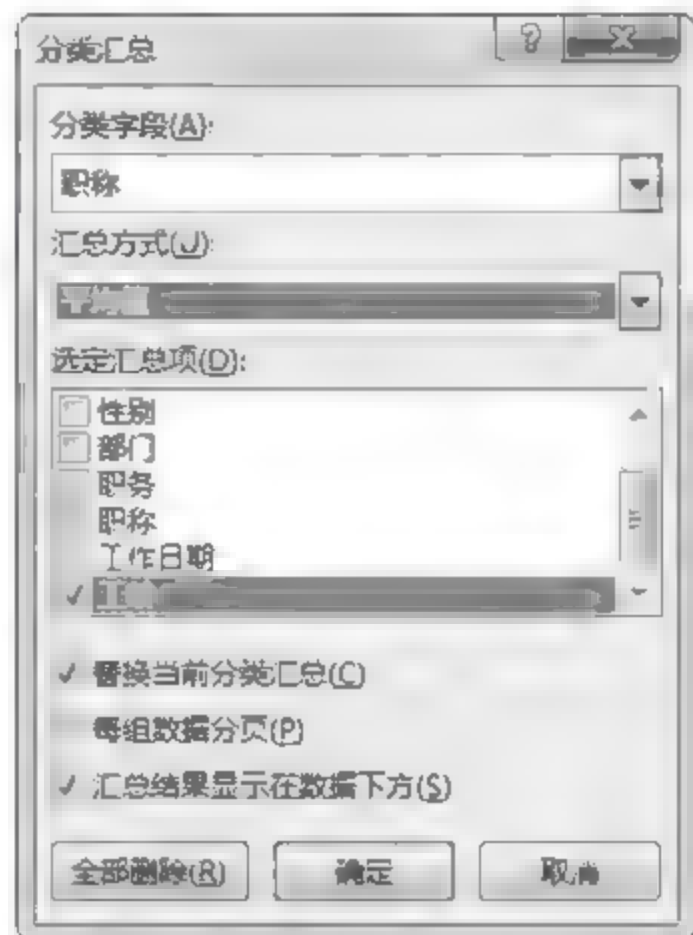 分类汇总
分类字段(A):
职称
汇总方式(U):
平均值
选定汇总项(D):
性别
部门
职务
职称
工作日期
替换当前分类汇总(C)
每组数据分页(P)
汇总结果显示在数据下方(S)
全部删除(R)
确定
取消